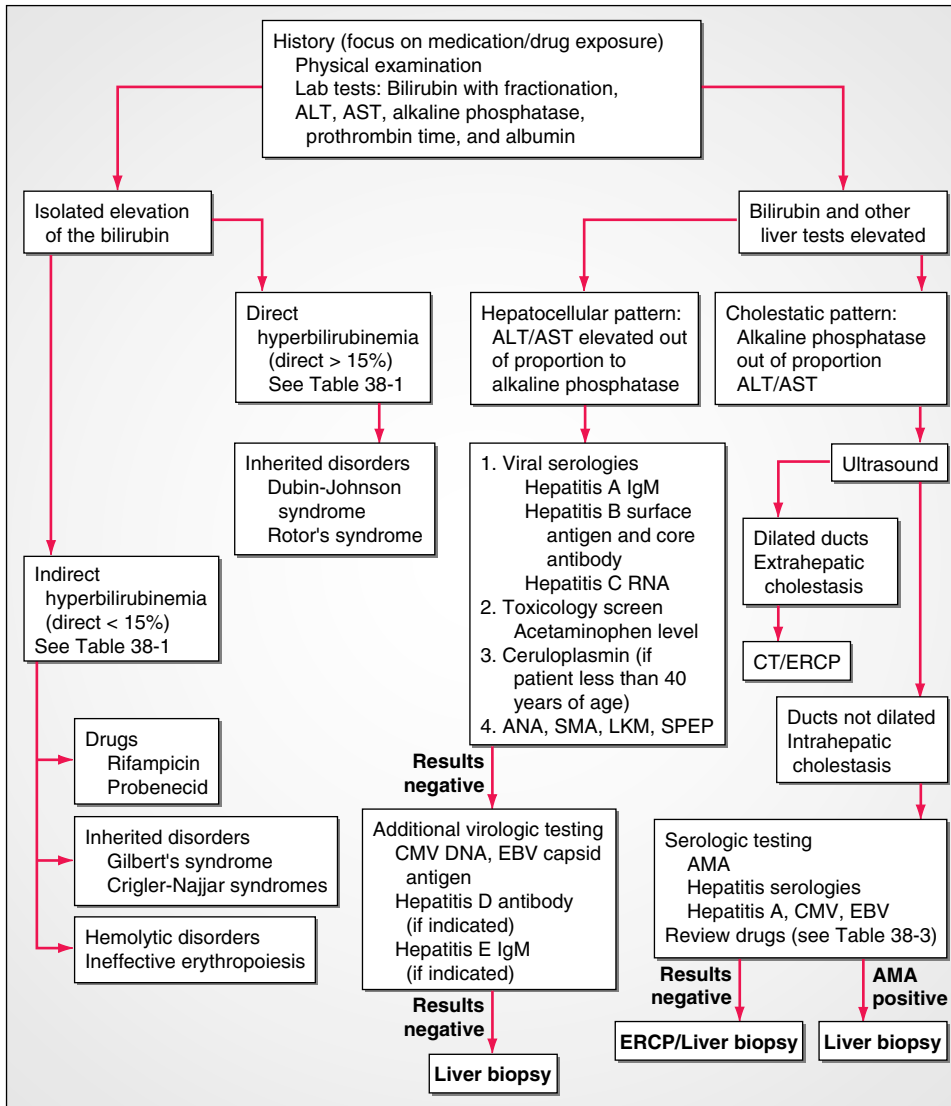 History (focus on medication/drug exposure)
Physical examination
Lab tests: Bilirubin with fractionation,
ALT, AST, alkaline phosphatase,
prothrombin time, and albumin
Isolated elevation
of the bilirubin
Bilirubin and other
liver tests elevated
Direct
hyperbilirubinemia
(direct > 15%)
See Table 38-1
Hepatocellular pattern:
ALT/AST elevated out
of proportion to
alkaline phosphatase
Cholestatic pattern:
Alkaline phosphatase
out of proportion
ALT/AST
Inherited disorders
Dubin-Johnson
syndrome
Rotor's syndrome
1. Viral serologies
Hepatitis A IgM
Hepatitis B surface
antigen and core
antibody
Hepatitis C RNA
2. Toxicology screen
Acetaminophen level
3. Ceruloplasmin (if
patient less than 40
years of age)
4. ANA, SMA, LKM, SPEP
Ultrasound
Dilated ducts
Extrahepatic
cholestasis
CT/ERCP
Indirect
hyperbilirubinemia
(direct < 15%)
See Table 38-1
Ducts not dilated
Intrahepatic
cholestasis
Drugs
Rifampicin
Probenecid
Results
negative
Inherited disorders
Gilbert's syndrome
Crigler-Najjar syndromes
Additional virologic testing
CMV DNA, EBV capsid
antigen
Hepatitis D antibody
(if indicated)
Hepatitis E IgM
(if indicated)
Serologic testing
AMA
Hepatitis serologies
Hepatitis A, CMV, EBV
Review drugs (see Table 38-3)
Hemolytic disorders
Ineffective erythropoiesis
Results
negative
Results
negative
AMA
positive
Liver biopsy
ERCP/Liver biopsy
Liver biopsy